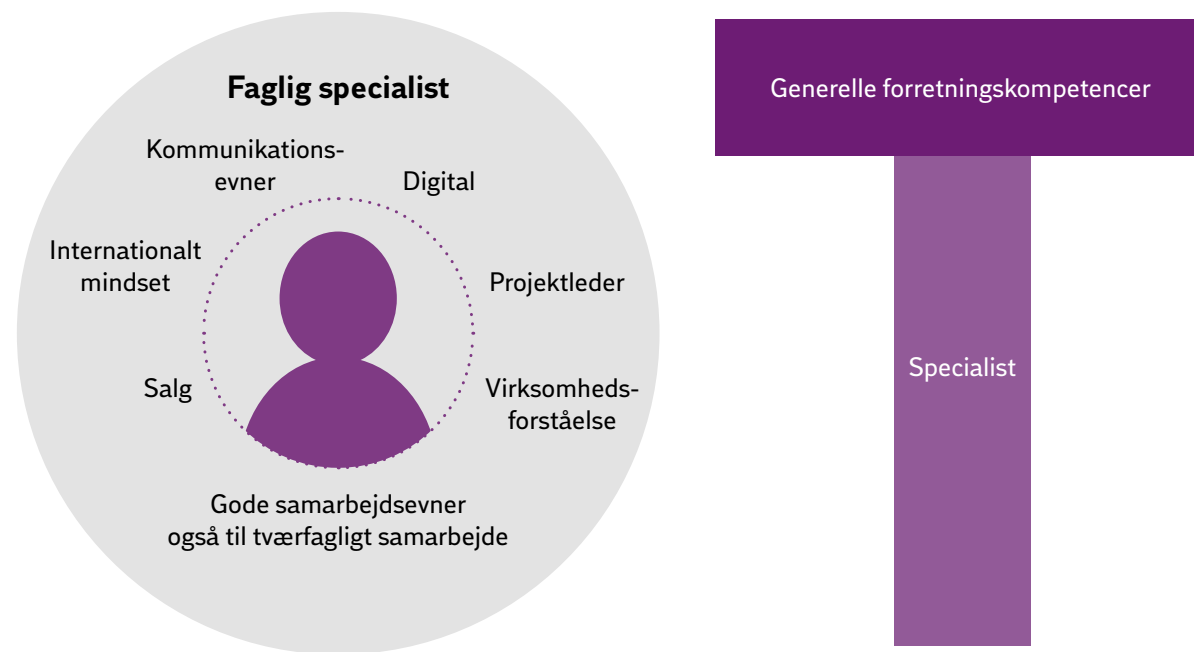 Faglig specialist
Kommunikations-
evner
Digital
Internationalt
mindset
Projektleder
Salg
Virksomheds-
forståelse
Gode samarbejdsevner
også til tværfagligt samarbejde
Generelle forretningskompetencer
Specialist